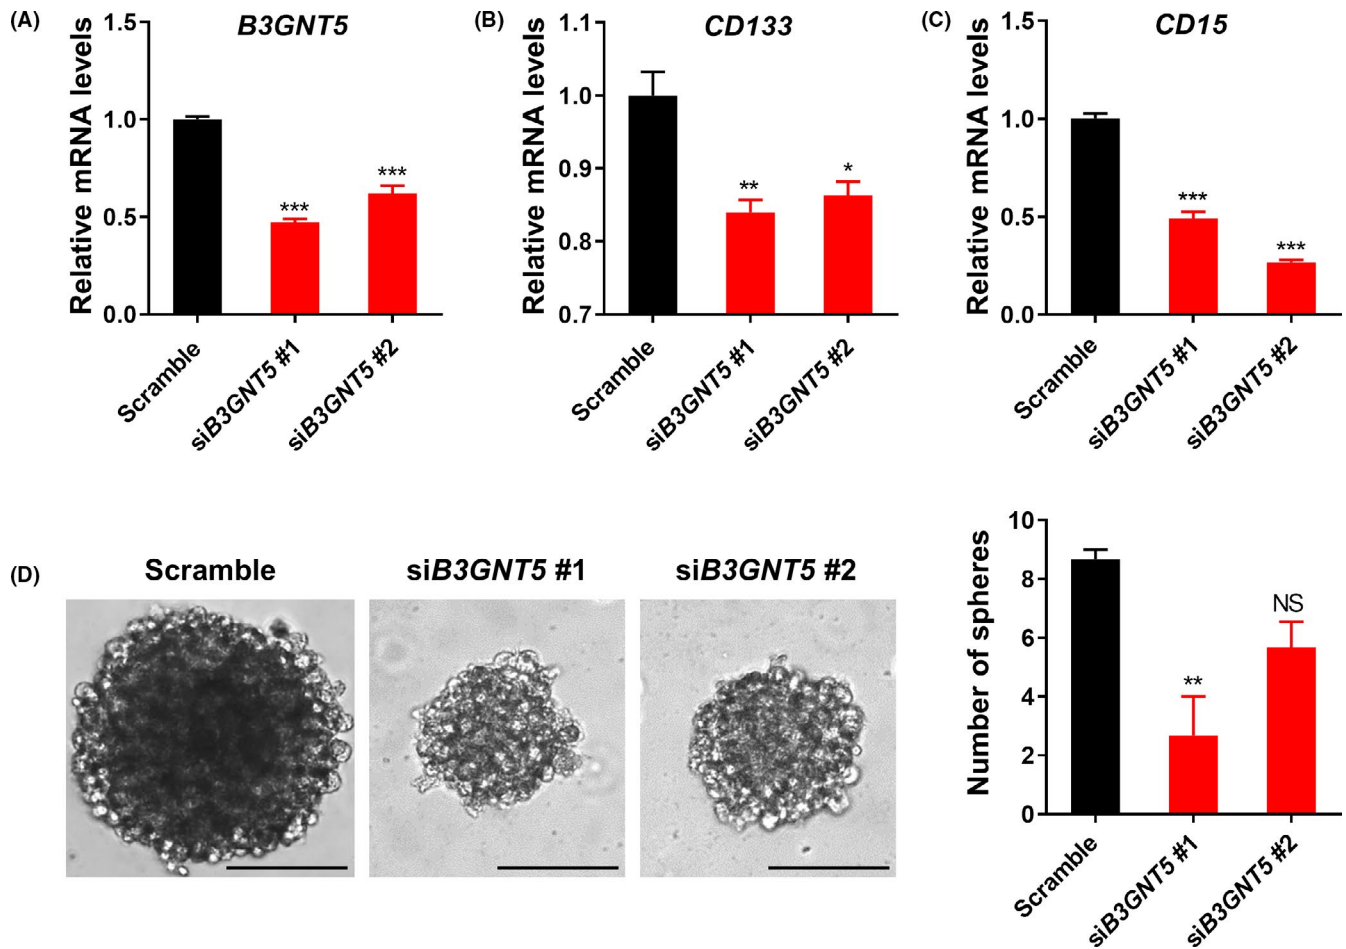 (A)
B3GNT5
Relative mRNA levels
1.5
1.0
0.5
0.0
***
***
Scramble
siB3GNT5 #1
siB3GNT5 #2
(B)
CD133
Relative mRNA levels
1.1
1.0
0.9
0.8
0.7
**
*
Scramble
siB3GNT5 #1
siB3GNT5 #2
(C)
CD15
Relative mRNA levels
1.5
1.0
0.5
0.0
***
***
Scramble
siB3GNT5 #1
siB3GNT5 #2
(D)
Scramble
siB3GNT5 #1
siB3GNT5 #2
Number of spheres
10
8
6
4
2
0
**
NS
Scramble
siB3GNT5 #1
siB3GNT5 #2